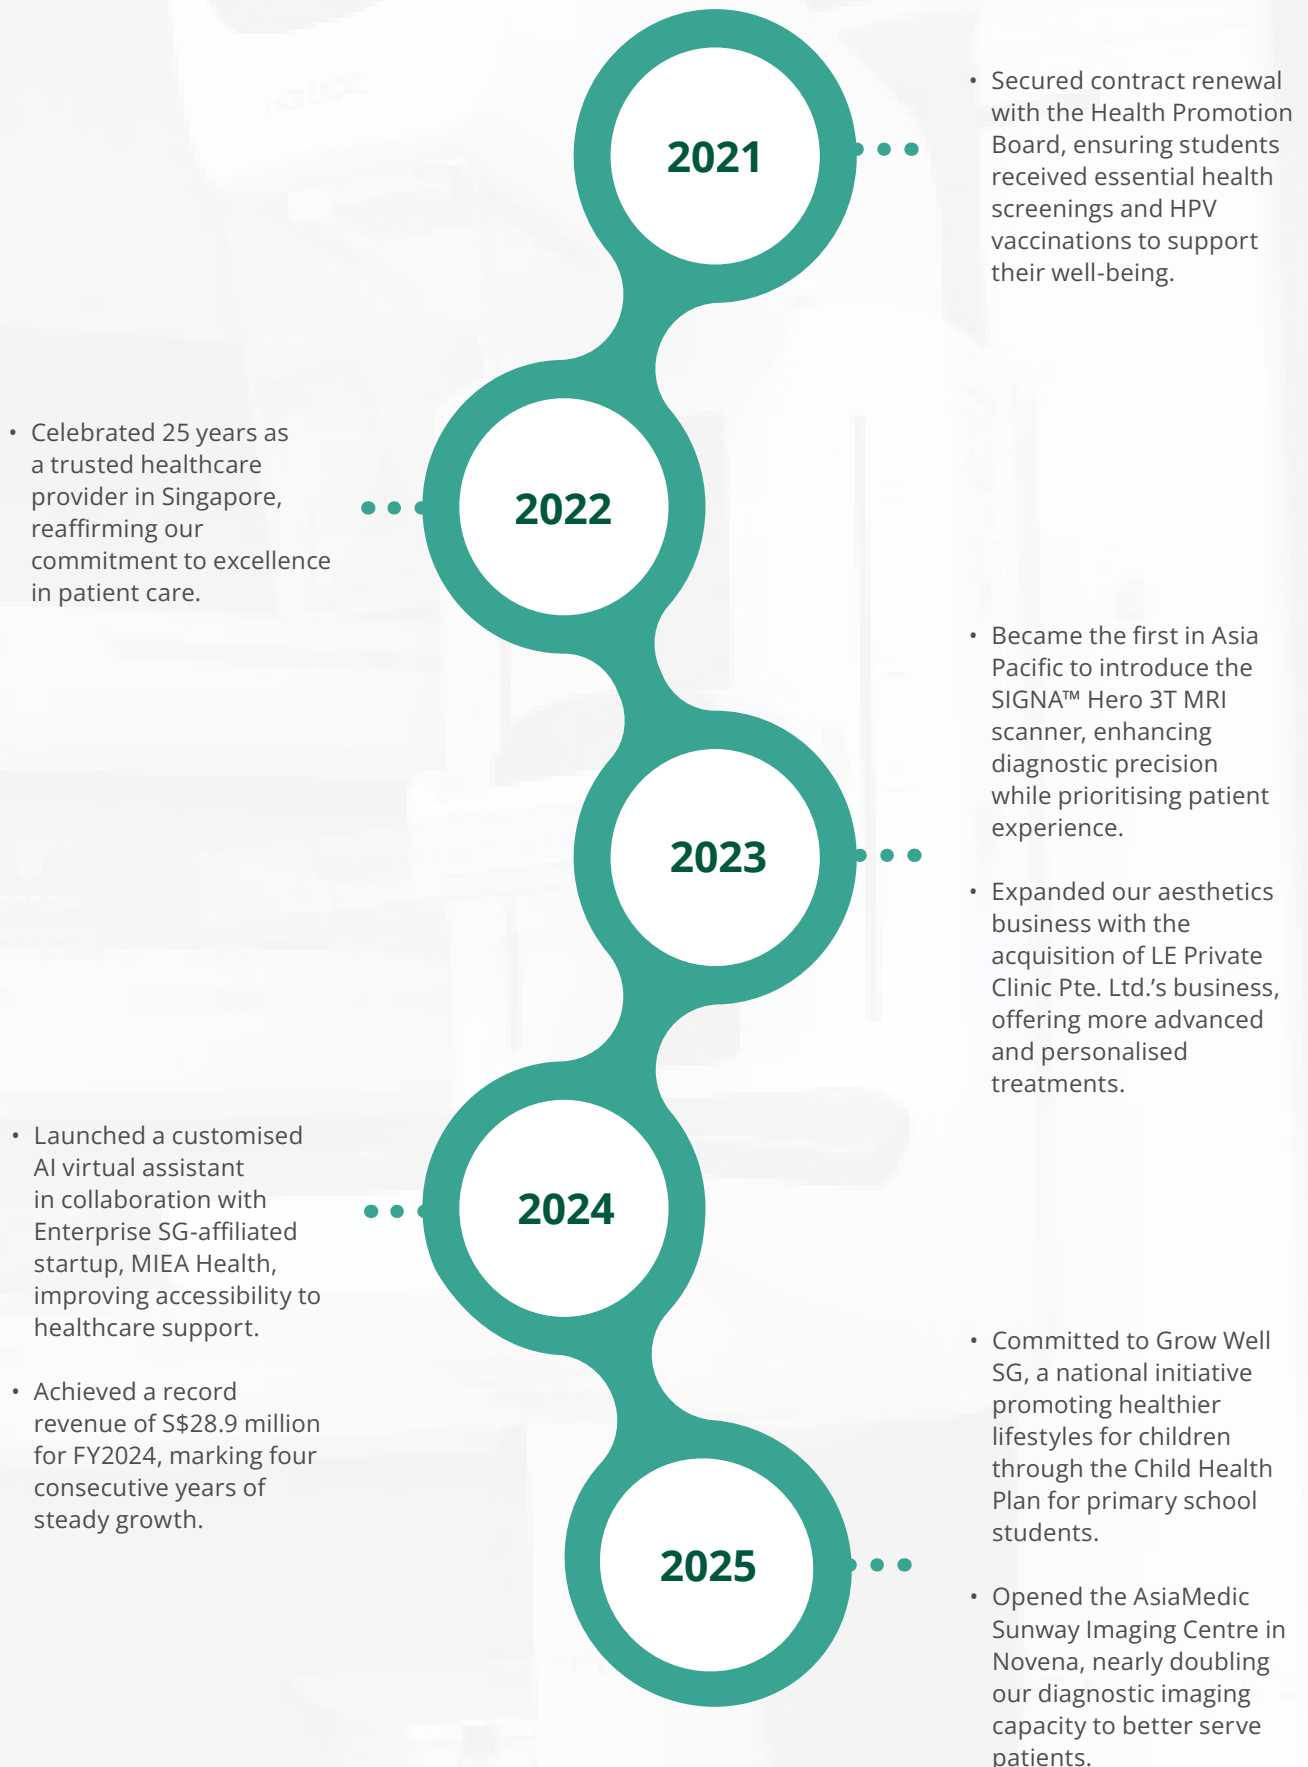 2021
• Secured contract renewal
with the Health Promotion
Board, ensuring students
received essential health
screenings and HPV
vaccinations to support
their well-being.
2022
• Celebrated 25 years as
a trusted healthcare
provider in Singapore,
reaffirming our
commitment to excellence
in patient care.
2023
• Became the first in Asia
Pacific to introduce the
SIGNA™ Hero 3T MRI
scanner, enhancing
diagnostic precision
while prioritising patient
experience.
• Expanded our aesthetics
business with the
acquisition of LE Private
Clinic Pte. Ltd.’s business,
offering more advanced
and personalised
treatments.
2024
• Launched a customised
AI virtual assistant
in collaboration with
Enterprise SG-affiliated
startup, MIEA Health,
improving accessibility to
healthcare support.
• Achieved a record
revenue of S$28.9 million
for FY2024, marking four
consecutive years of
steady growth.
2025
• Committed to Grow Well
SG, a national initiative
promoting healthier
lifestyles for children
through the Child Health
Plan for primary school
students.
• Opened the AsiaMedic
Sunway Imaging Centre in
Novena, nearly doubling
our diagnostic imaging
capacity to better serve
patients.